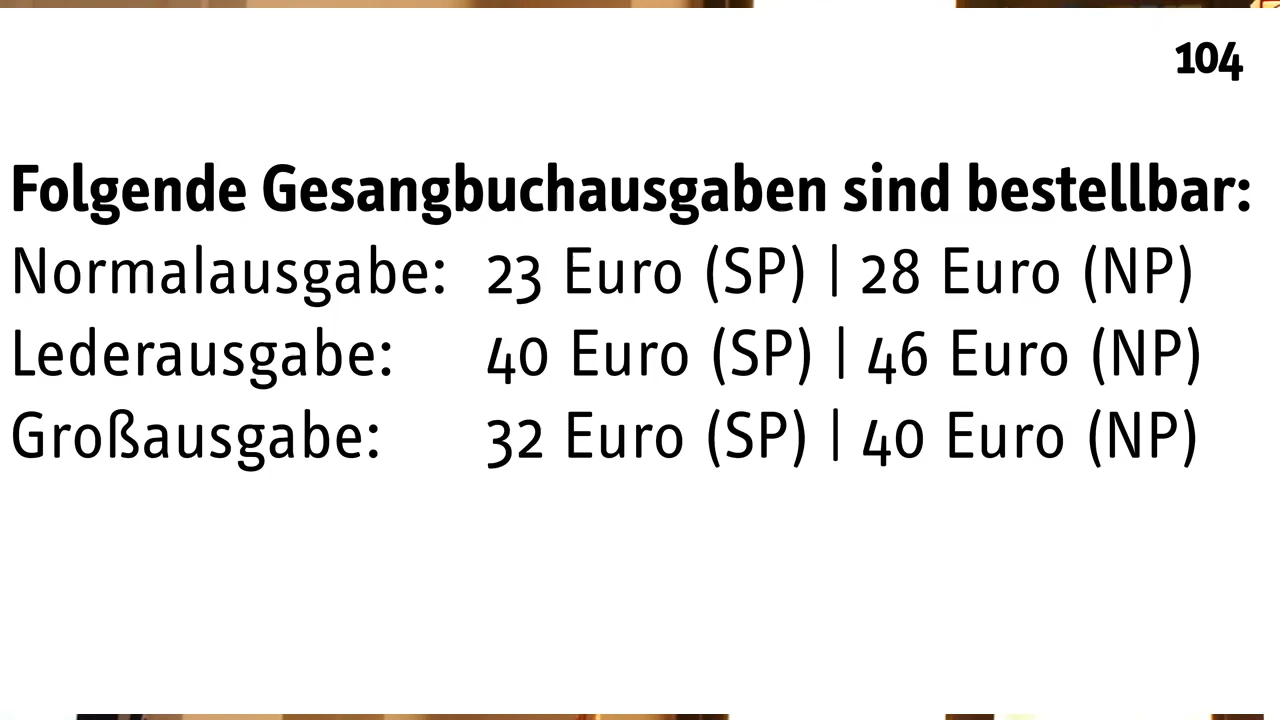 104
Folgende Gesangbuchausgaben sind bestellbar:
Normalausgabe: 23 Euro (SP) | 28 Euro (NP)
Lederausgabe: 40 Euro (SP) | 46 Euro (NP)
Großausgabe: 32 Euro (SP) | 40 Euro (NP)